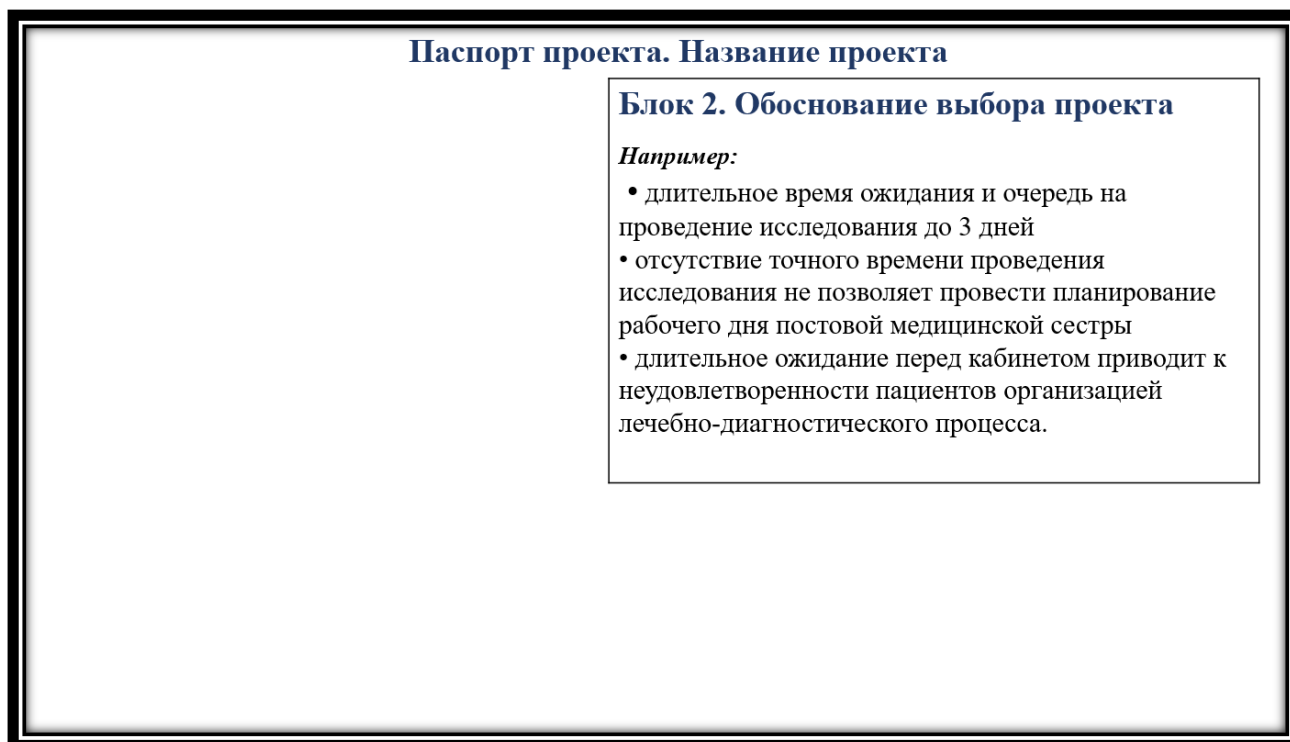 Паспорт проекта. Название проекта
Блок 2. Обоснование выбора проекта
Например:
• длительное время ожидания и очередь на
проведение исследования до 3 дней
• отсутствие точного времени проведения
исследования не позволяет провести планирование
рабочего дня постовой медицинской сестры
• длительное ожидание перед кабинетом приводит к
неудовлетворенности пациентов организацией
лечебно-диагностического процесса.